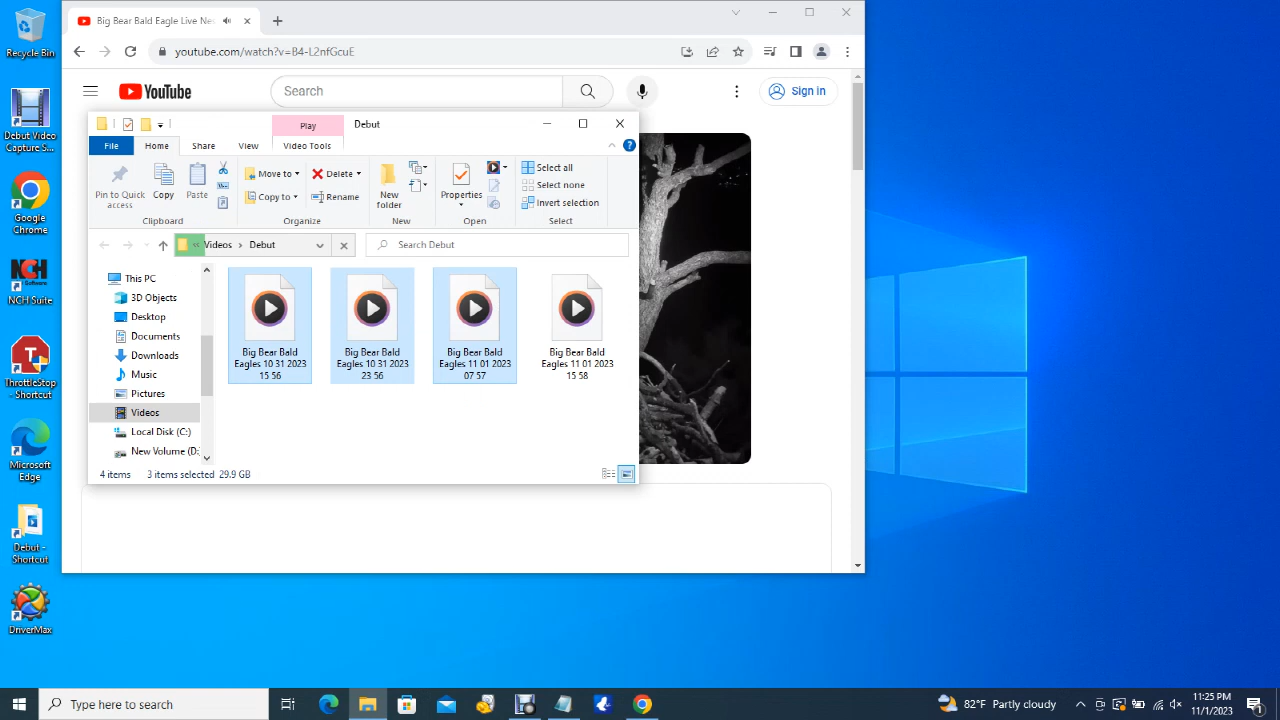 Recycle Bin
Debut Video
Capture S...
Google
Chrome
NCH
Software
NCH Suite
ThrottleStop
- Shortcut
Microsoft
Edge
Debut -
Shortcut
DriverMax
Big Bear Bald Eagle Live Nes
youtube.com/watch?v=B4-L2nfGcuE
YouTube
Search
Sign in
Play
Debut
File
Home
Share
View
Video Tools
Pin to Quick
access
Copy
Paste
Clipboard
Move to
Copy to
Delete
Rename
Organize
New
folder
New
Properties
Open
Select all
Select none
Invert selection
Select
« Videos > Debut
Search Debut
This PC
3D Objects
Desktop
Documents
Downloads
Music
Pictures
Videos
Local Disk (C:)
New Volume (D:
Big Bear Bald
Eagles 10 31 2023
15 56
Big Bear Bald
Eagles 10 31 2023
23 56
Big Bear Bald
Eagles 11 01 2023
07 57
Big Bear Bald
Eagles 11 01 2023
15 58
4 items
3 items selected 29.9 GB
Type here to search
82°F Partly cloudy
11:25 PM
11/1/2023
1